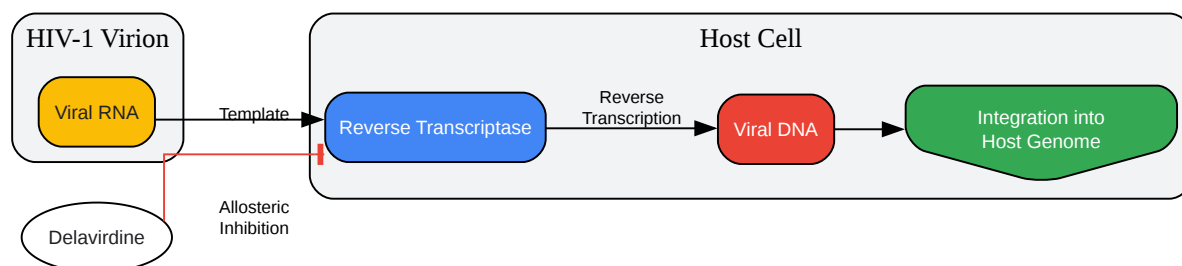 HIV-1 Virion
Host Cell
Viral RNA
Template
Reverse Transcriptase
Reverse
Transcription
Viral DNA
Integration into
Host Genome
Allosteric
Inhibition
Delavirdine